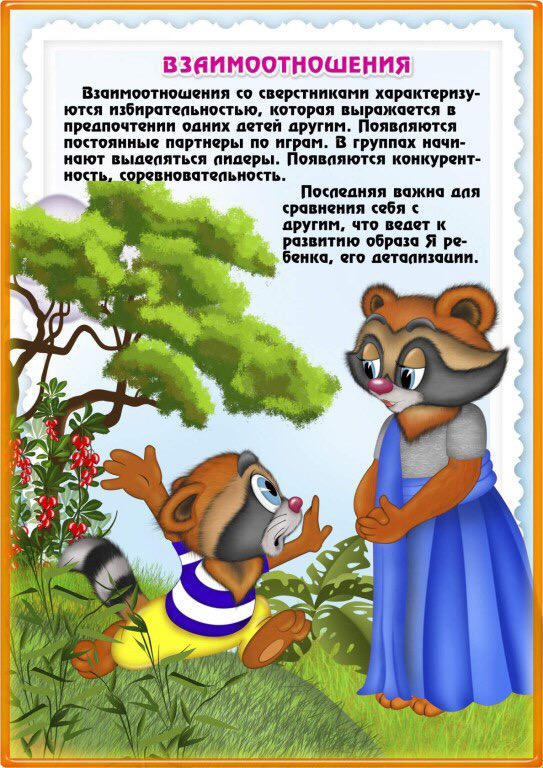 ВЗАИМООТНОШЕНИЯ
Взаимоотношения со сверстниками характеризу-
ются избирательностью, которая выражается в
предпочтении одних детей другим. Появляются
постоянные партнеры по играм. В группах начи-
нают выделяться лидеры. Появляются конкурент-
ность, соревновательность.
Последняя важна для
сравнения себя с
другим, что ведет к
развитию образа Я ре-
бенка, его детализации.